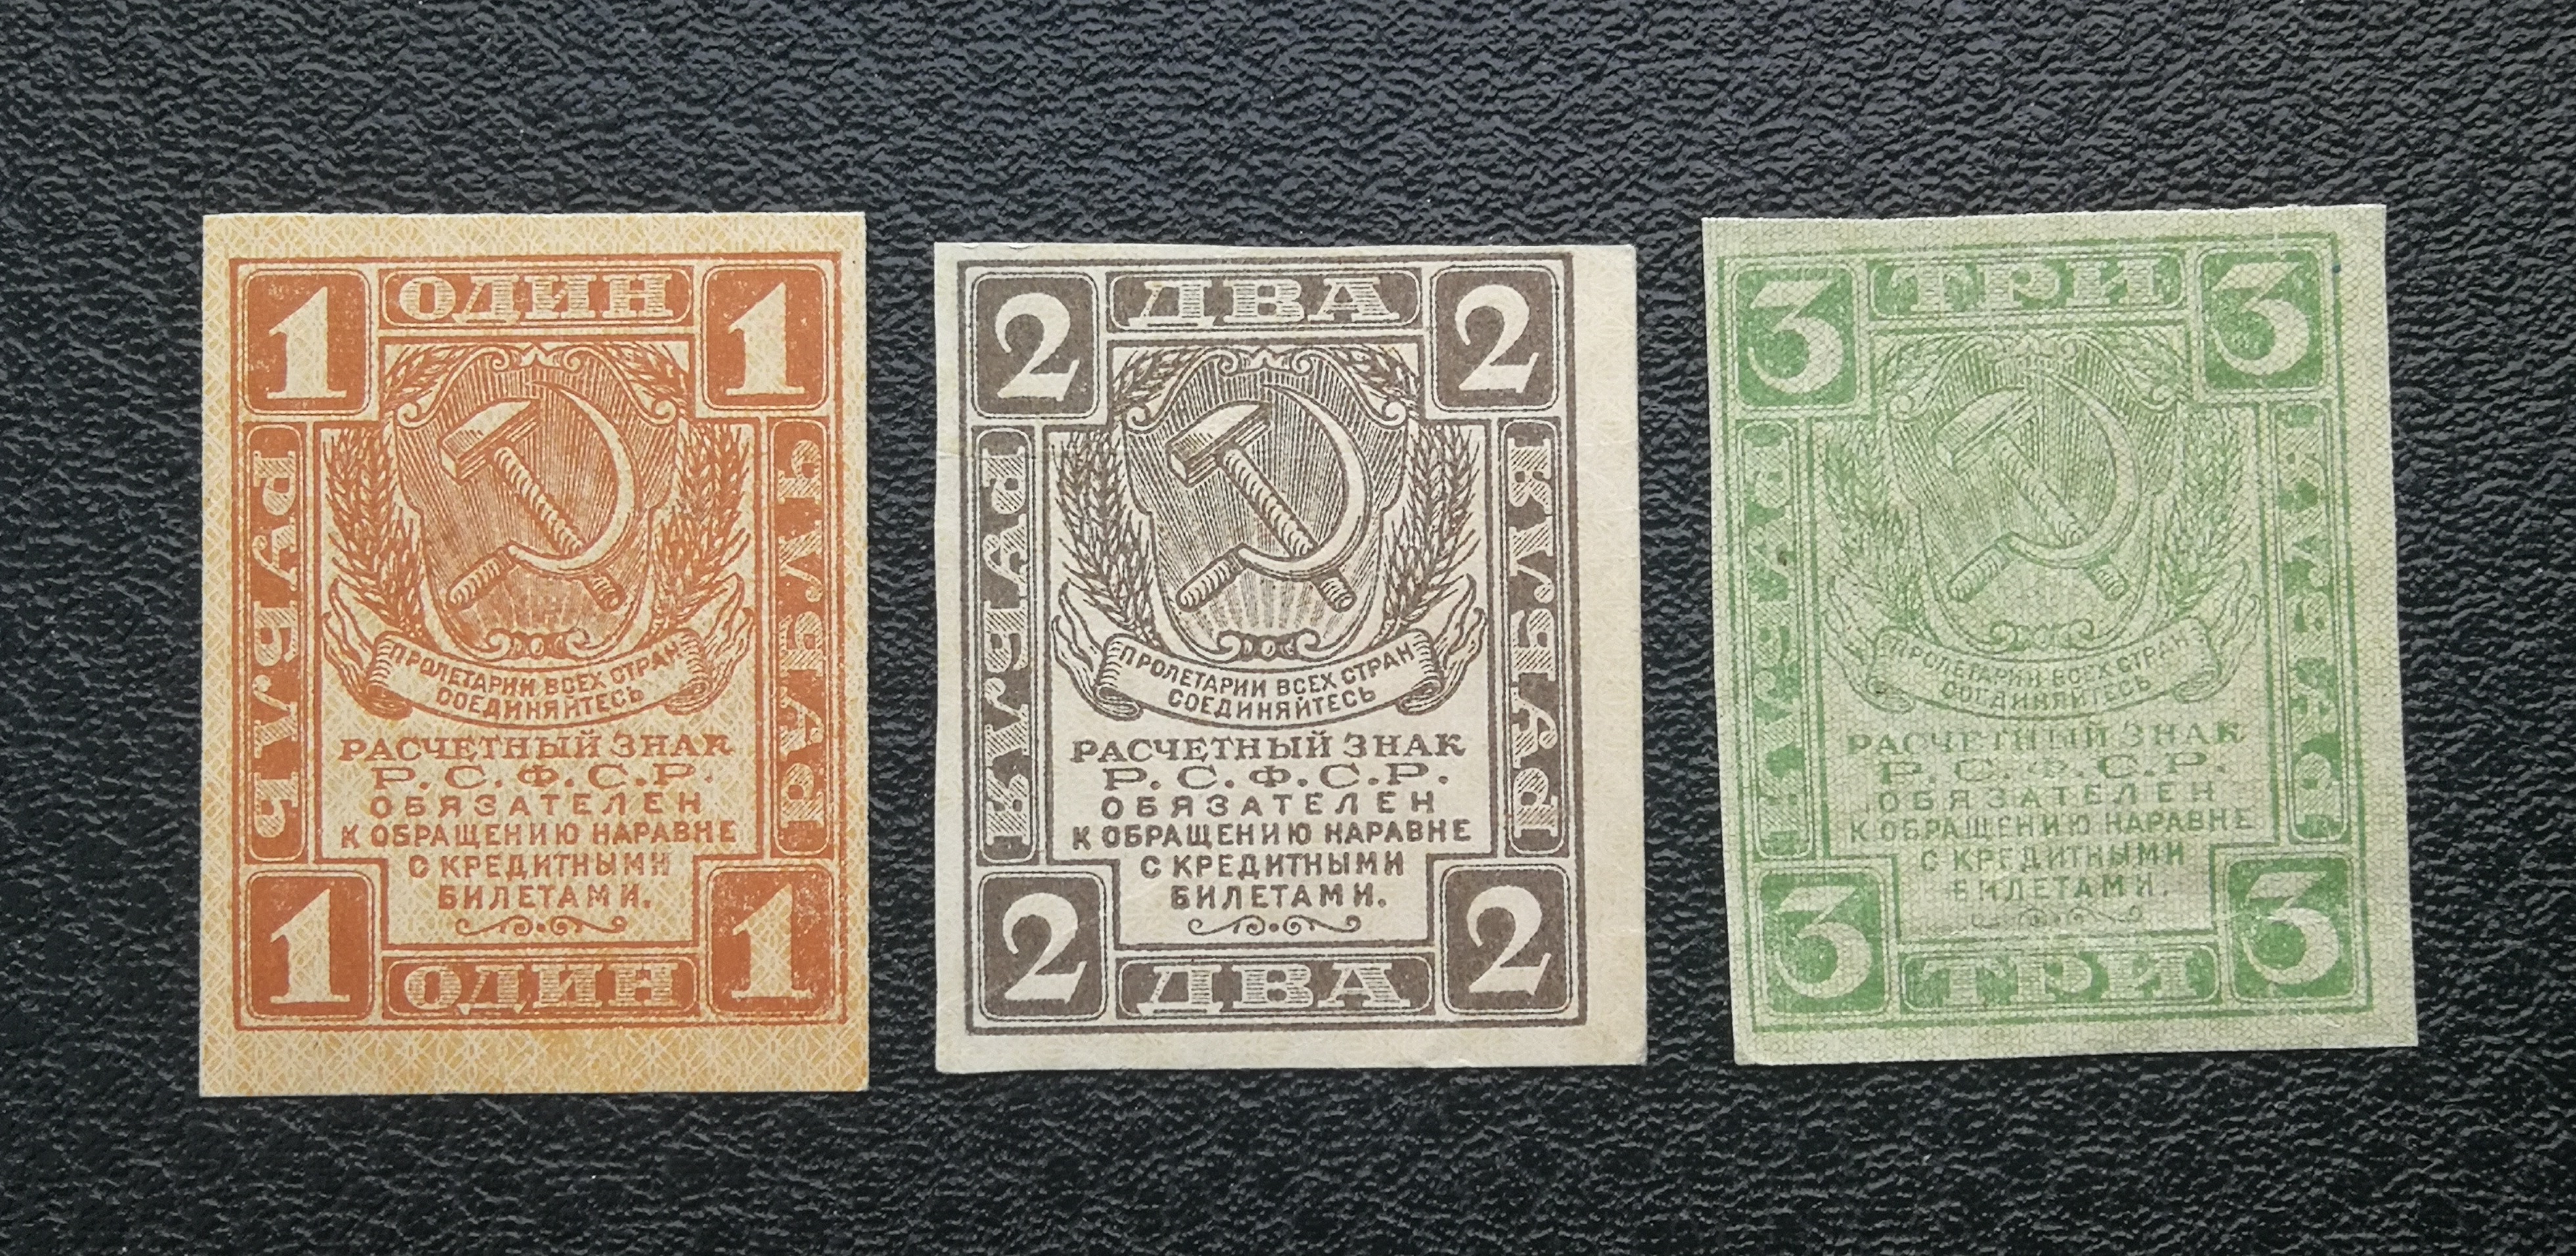 1 ОДИН 1
РУБЛЬ
РУБЛЬ
ПРОЛЕТАРИИ ВСЕХ СТРАН
СОЕДИНЯЙТЕСЬ
РАСЧЕТНЫЙ ЗНАК
Р.С.Ф.С.Р.
ОБЯЗАТЕЛЕН
К ОБРАЩЕНИЮ НАРАВНЕ
С КРЕДИТНЫМИ
БИЛЕТАМИ.
1 ОДИН 1
2 ДВА 2
РУБЛЯ
РУБЛЯ
ПРОЛЕТАРИИ ВСЕХ СТРАН
СОЕДИНЯЙТЕСЬ
РАСЧЕТНЫЙ ЗНАК
Р.С.Ф.С.Р.
ОБЯЗАТЕЛЕН
К ОБРАЩЕНИЮ НАРАВНЕ
С КРЕДИТНЫМИ
БИЛЕТАМИ.
2 ДВА 2
3 ТРИ 3
РУБЛЯ
РУБЛЯ
ПРОЛЕТАРИИ ВСЕХ СТРАН
СОЕДИНЯЙТЕСЬ
РАСЧЕТНЫЙ ЗНАК
Р.С.Ф.С.Р.
ОБЯЗАТЕЛЕН
К ОБРАЩЕНИЮ НАРАВНЕ
С КРЕДИТНЫМИ
БИЛЕТАМИ.
3 ТРИ 3